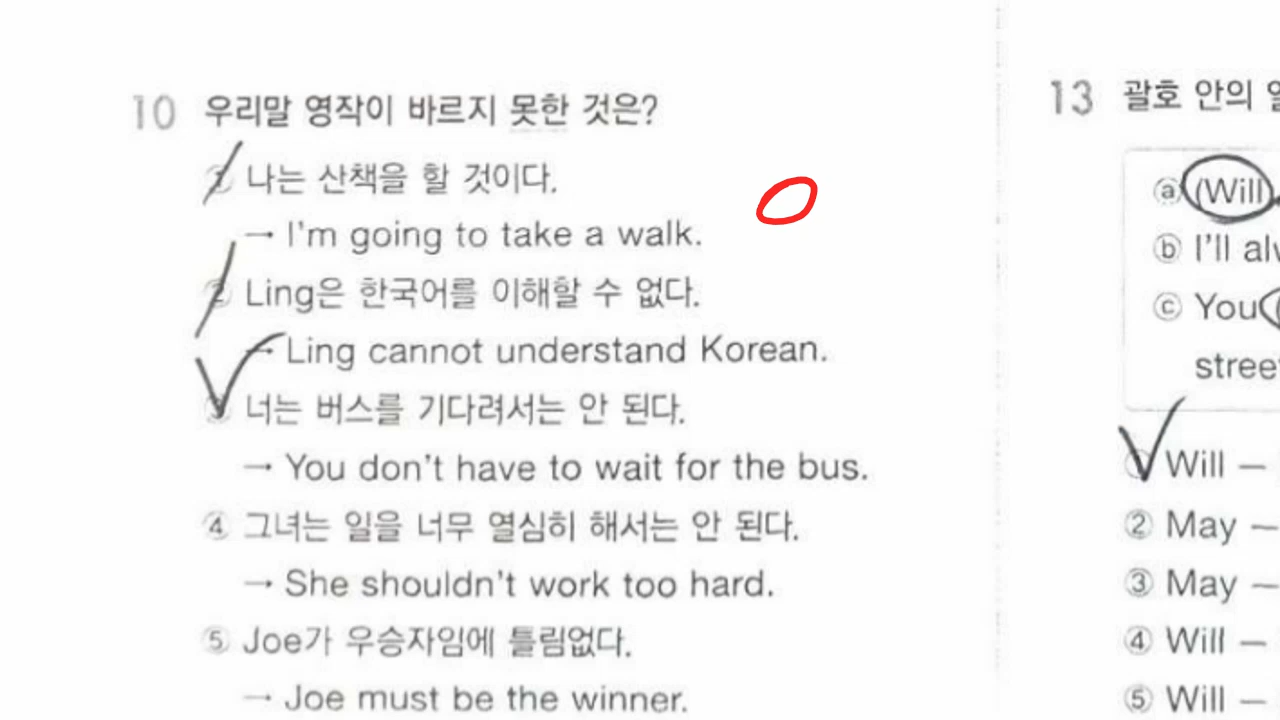 10 우리말 영작이 바르지 못한 것은?
① 나는 산책을 할 것이다.
→ I'm going to take a walk.
② Ling은 한국어를 이해할 수 없다.
→ Ling cannot understand Korean.
③ 너는 버스를 기다려서는 안 된다.
→ You don't have to wait for the bus.
④ 그녀는 일을 너무 열심히 해서는 안 된다.
→ She shouldn't work too hard.
⑤ Joe가 우승자임에 틀림없다.
→ Joe must be the winner.
13 괄호 안의
ⓐ (Will
ⓑ I'll
ⓒ You
① Will –
② May –
③ May –
④ Will –
⑤ Will –